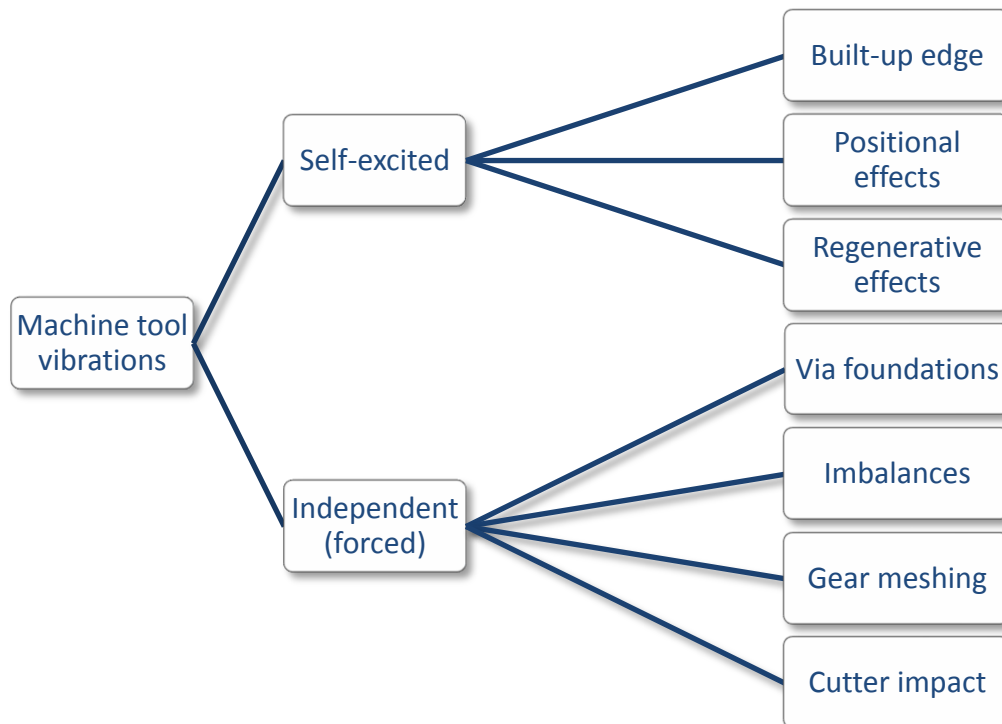 Machine tool
vibrations
Self-excited
Built-up edge
Positional
effects
Regenerative
effects
Independent
(forced)
Via foundations
Imbalances
Gear meshing
Cutter impact